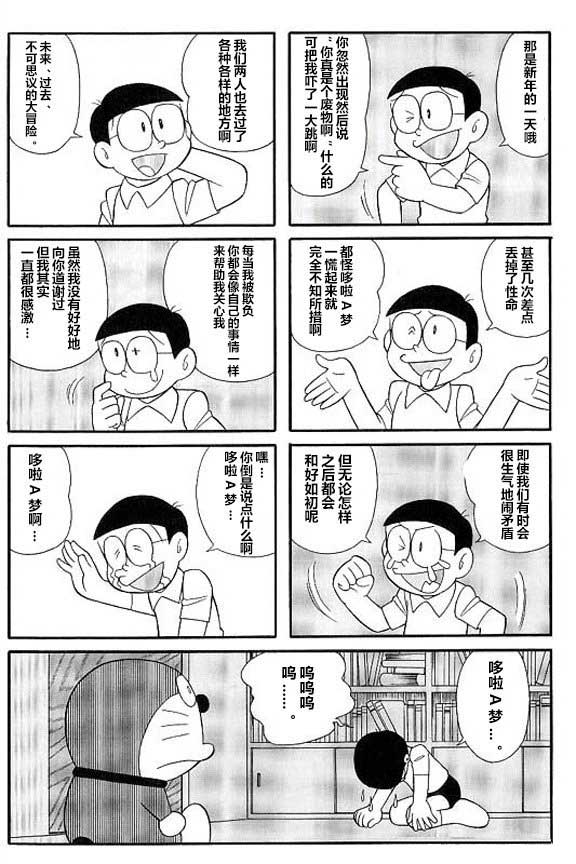 那是新年的一天哦
你忽然出现然后说
"你真是个废物啊"什么的
可把我吓了一大跳啊
我们两人也去过了
各种各样的地方啊
未来、过去、
不可思议的大冒险。
甚至几次差点
丢掉了性命
都怪哆啦A梦
一慌起来就
完全不知所措啊
每当我被欺负
你都会像自己的事情一样
来帮助我关心我
虽然我没有好好地
向你道谢过
但我其实
一直都很感激…
即使我们有时会
很生气地闹矛盾
但无论怎样
之后都会
和好如初呢
嘿…
你倒是说点什么啊
哆啦A梦…
哆啦A梦啊…
哆啦A梦…。
呜呜呜
呜……。